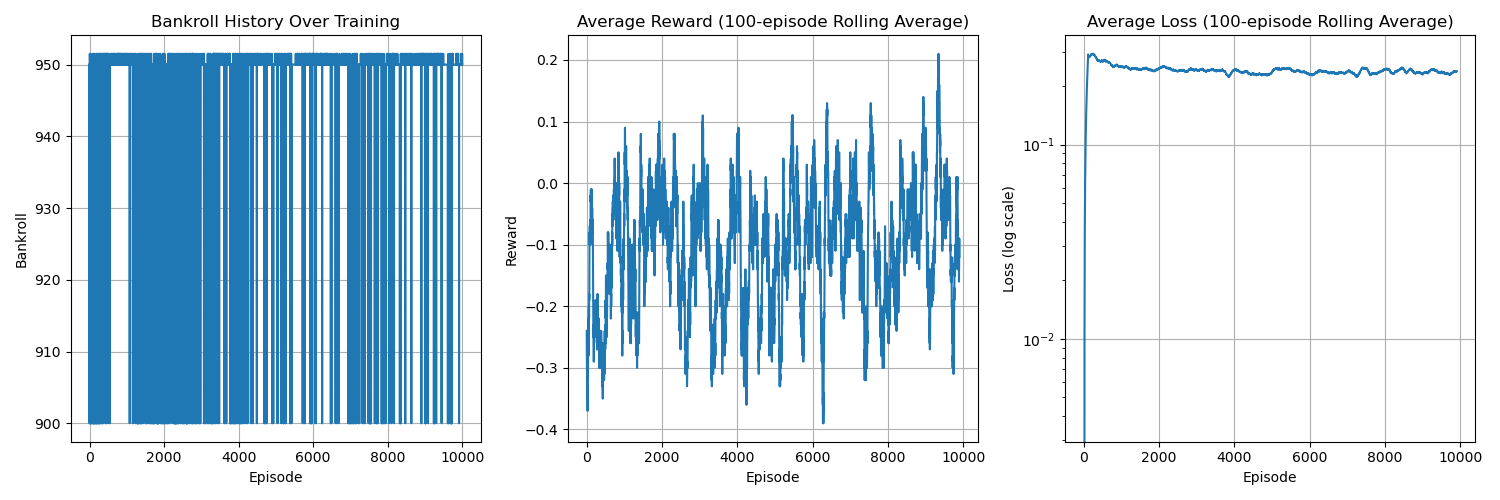 Bankroll History Over Training
Bankroll
950
940
930
920
910
900
0 2000 4000 6000 8000 10000
Episode
Average Reward (100-episode Rolling Average)
Reward
0.2
0.1
0.0
−0.1
−0.2
−0.3
−0.4
0 2000 4000 6000 8000 10000
Episode
Average Loss (100-episode Rolling Average)
Loss (log scale)
10⁻¹
10⁻²
0 2000 4000 6000 8000 10000
Episode